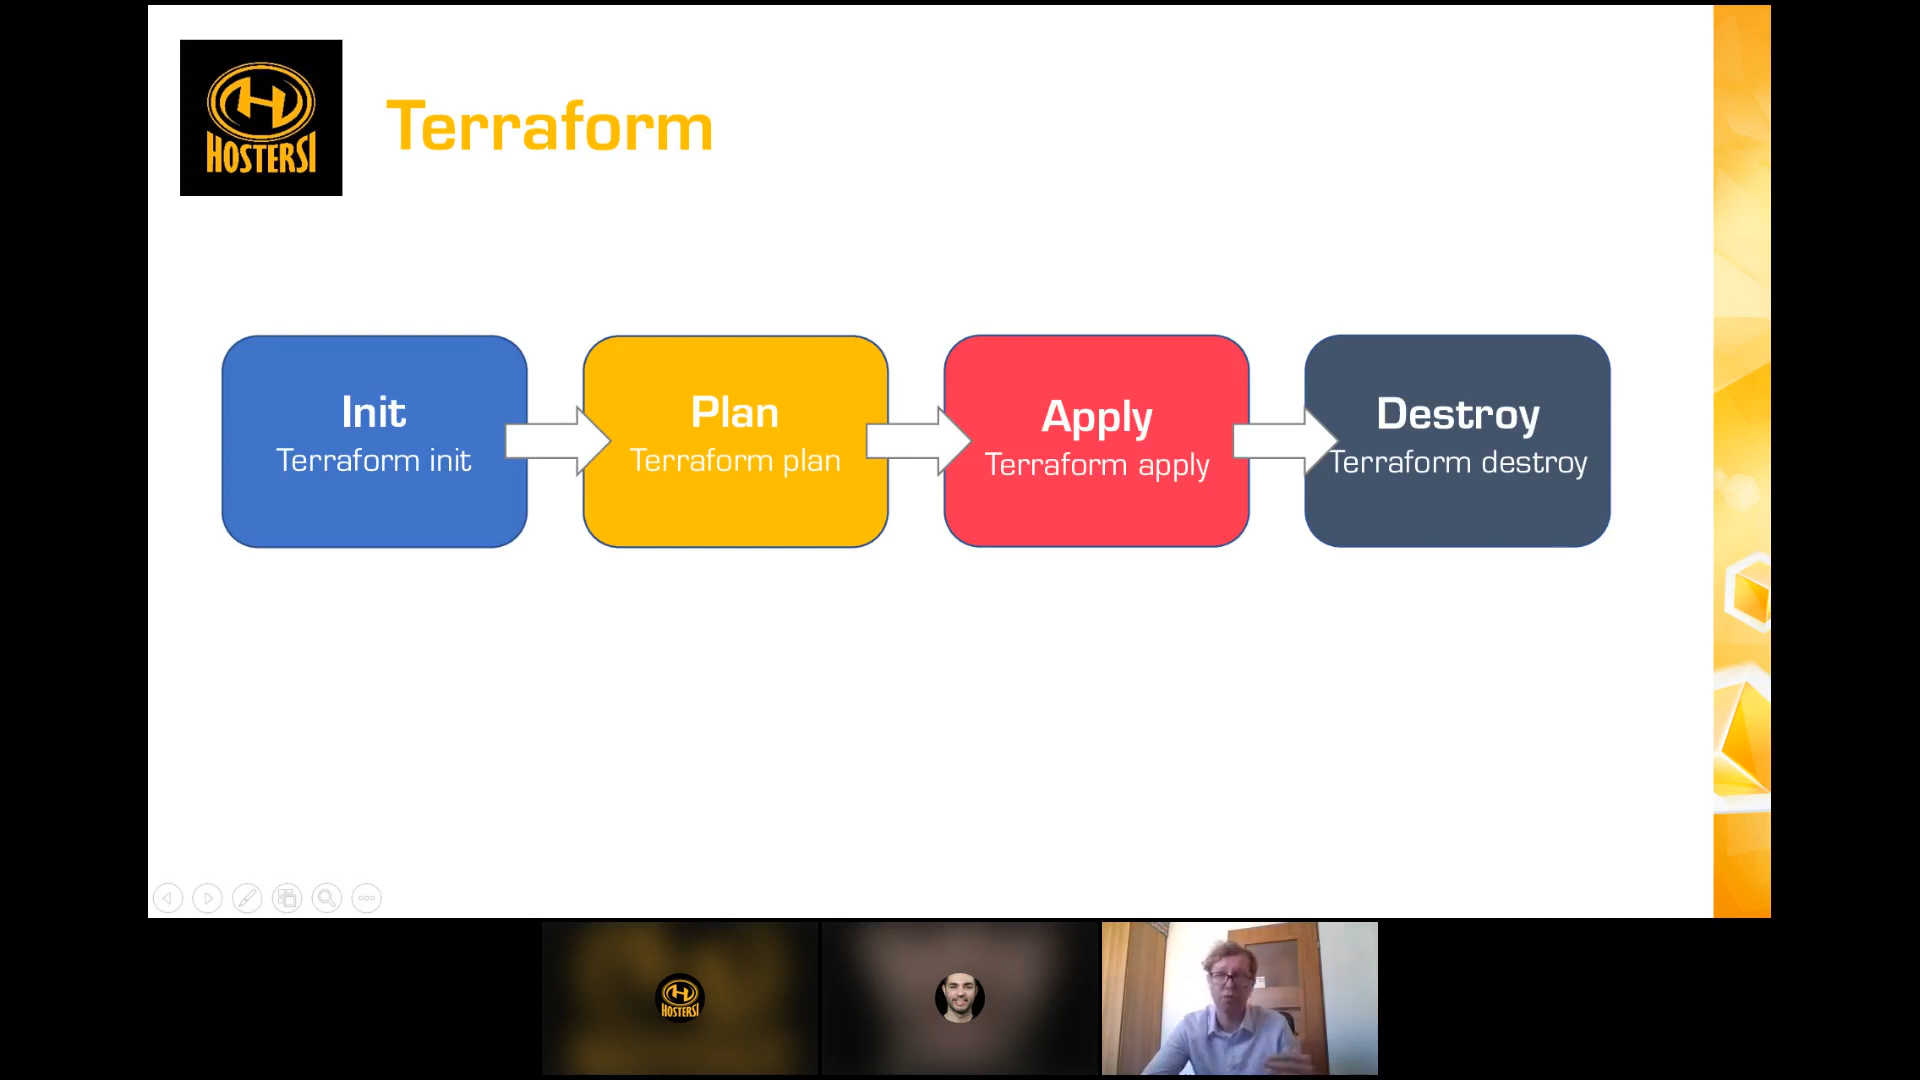 HOSTERSI
Terraform
Init
Terraform init
Plan
Terraform plan
Apply
Terraform apply
Destroy
Terraform destroy
HOSTERSI